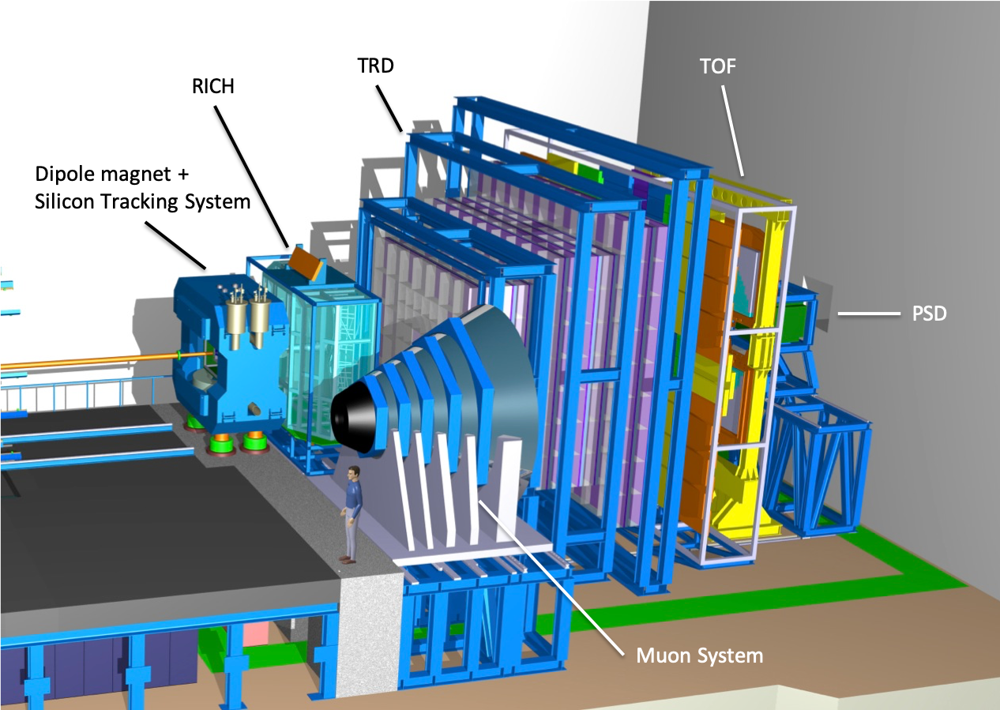 TRD
TOF
RICH
Dipole magnet +
Silicon Tracking System
PSD
Muon System